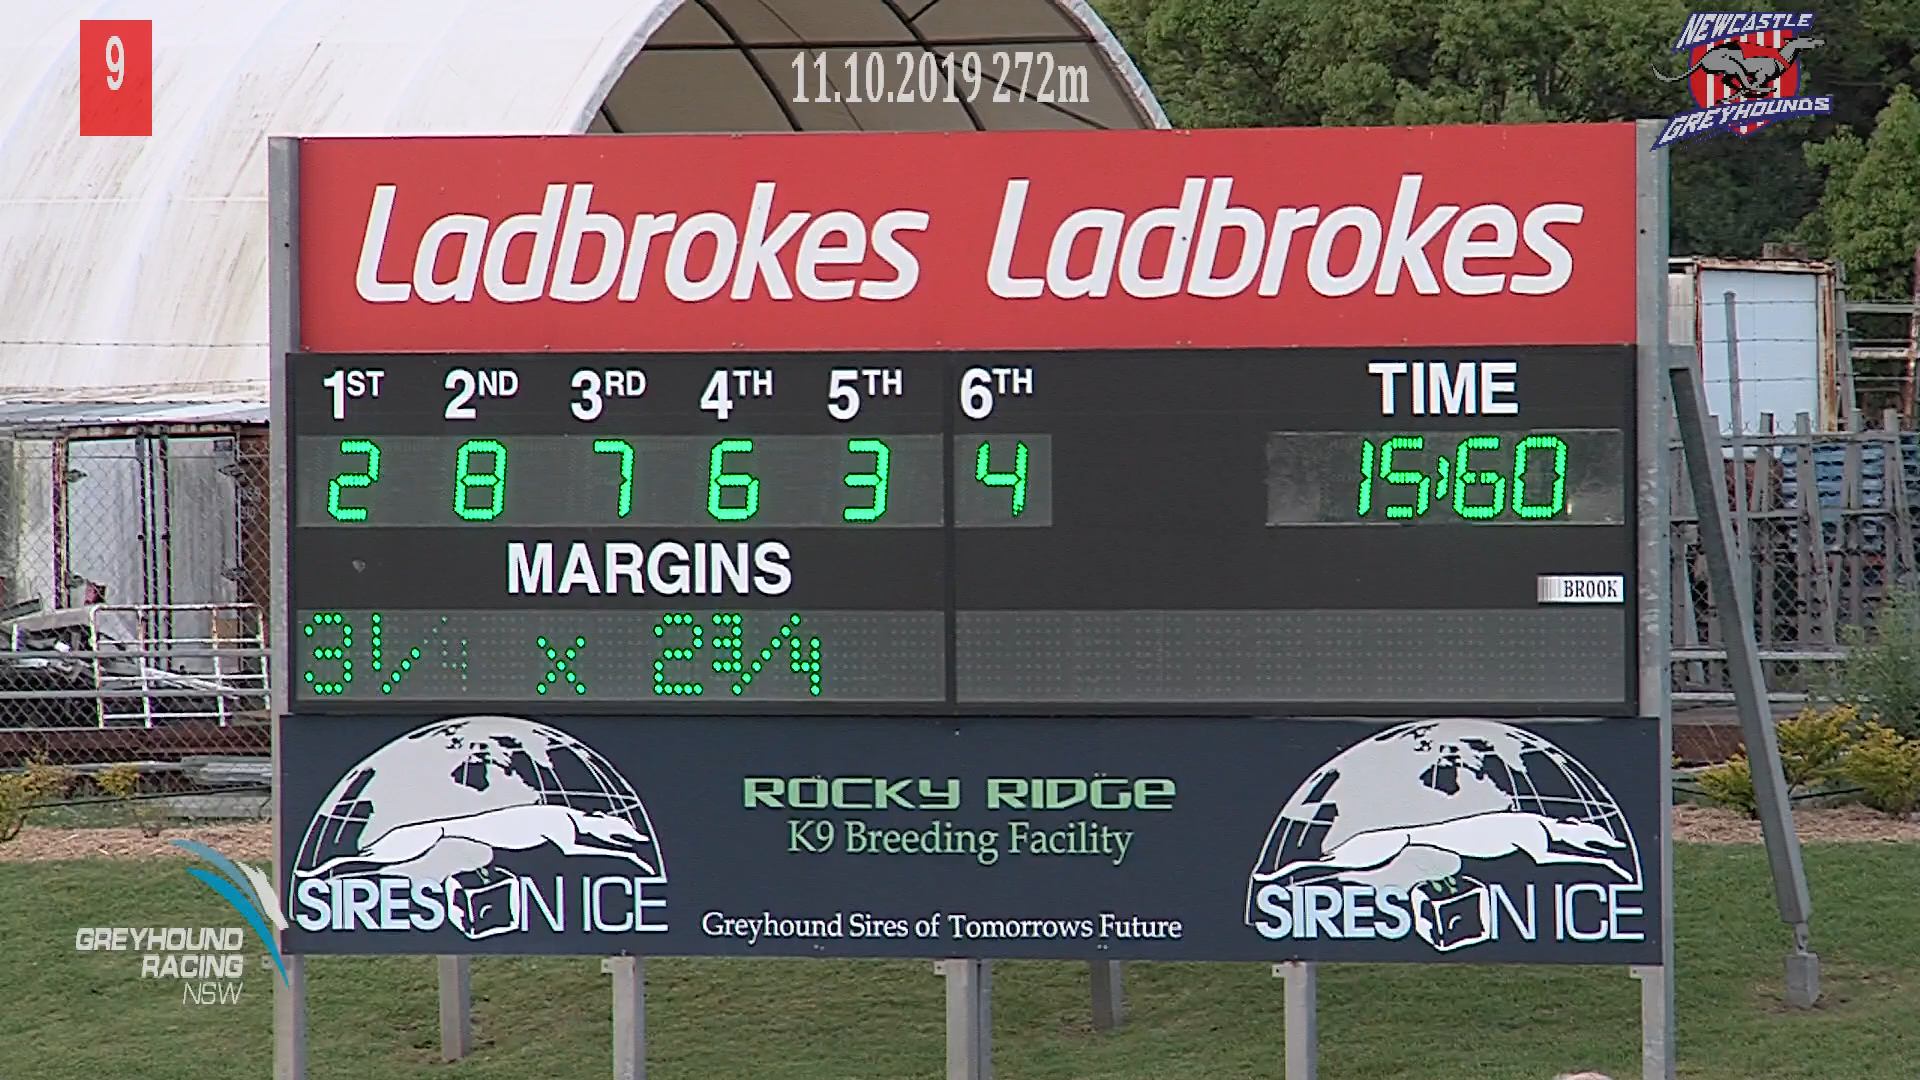 9
11.10.2019 272m
NEWCASTLE
GREYHOUNDS
Ladbrokes Ladbrokes
1ST 2ND 3RD 4TH 5TH 6TH TIME
2 8 7 6 3 4 15:60
MARGINS
BROOK
3 1/4 x 2 3/4
ROCKY RIDGE
K9 Breeding Facility
SIRES ON ICE
Greyhound Sires of Tomorrows Future
SIRES ON ICE
GREYHOUND
RACING
NSW